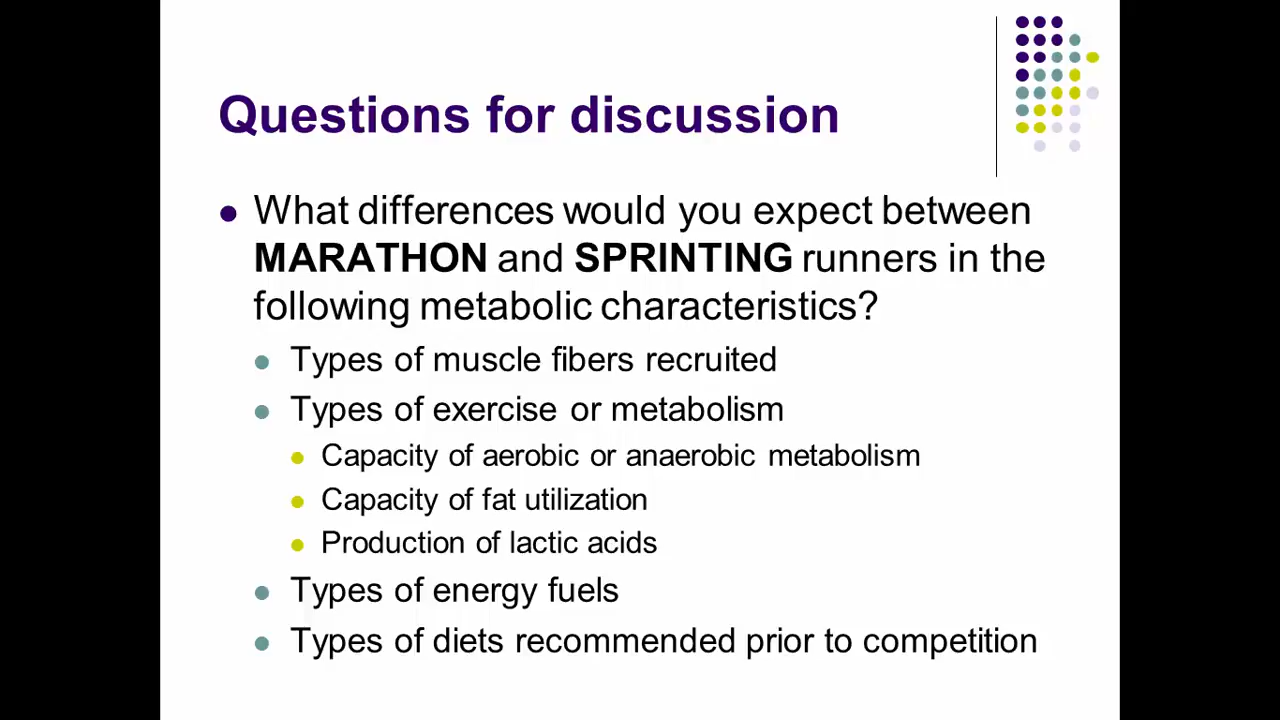 Questions for discussion
What differences would you expect between
MARATHON and SPRINTING runners in the
following metabolic characteristics?
Types of muscle fibers recruited
Types of exercise or metabolism
Capacity of aerobic or anaerobic metabolism
Capacity of fat utilization
Production of lactic acids
Types of energy fuels
Types of diets recommended prior to competition